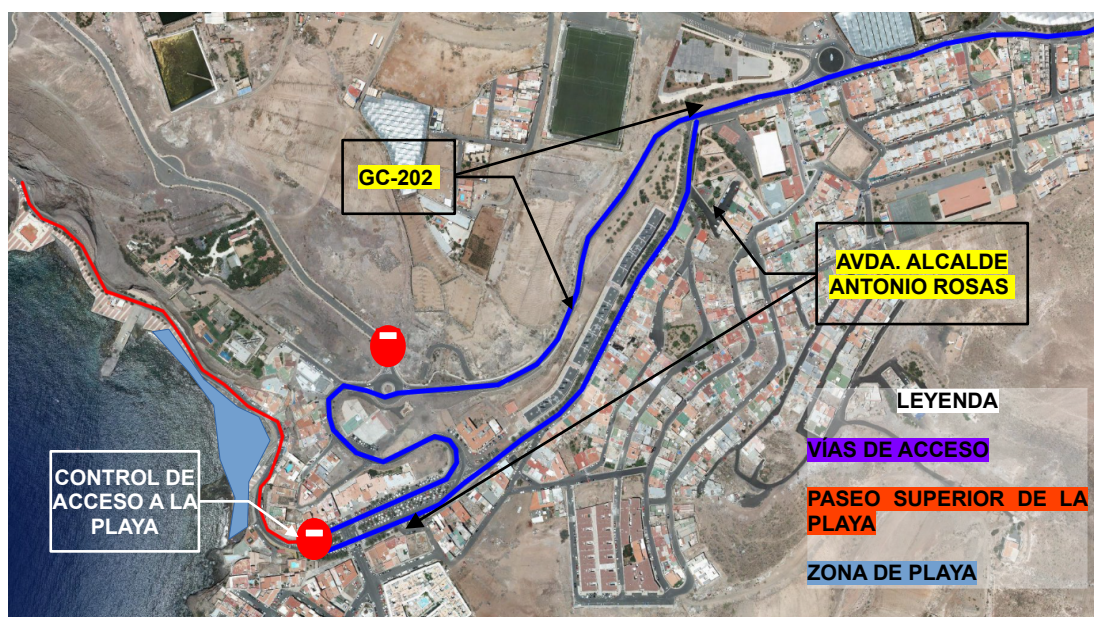 GC-202
AVDA. ALCALDE
ANTONIO ROSAS
LEYENDA
VÍAS DE ACCESO
PASEO SUPERIOR DE LA
PLAYA
ZONA DE PLAYA
CONTROL DE
ACCESO A LA
PLAYA